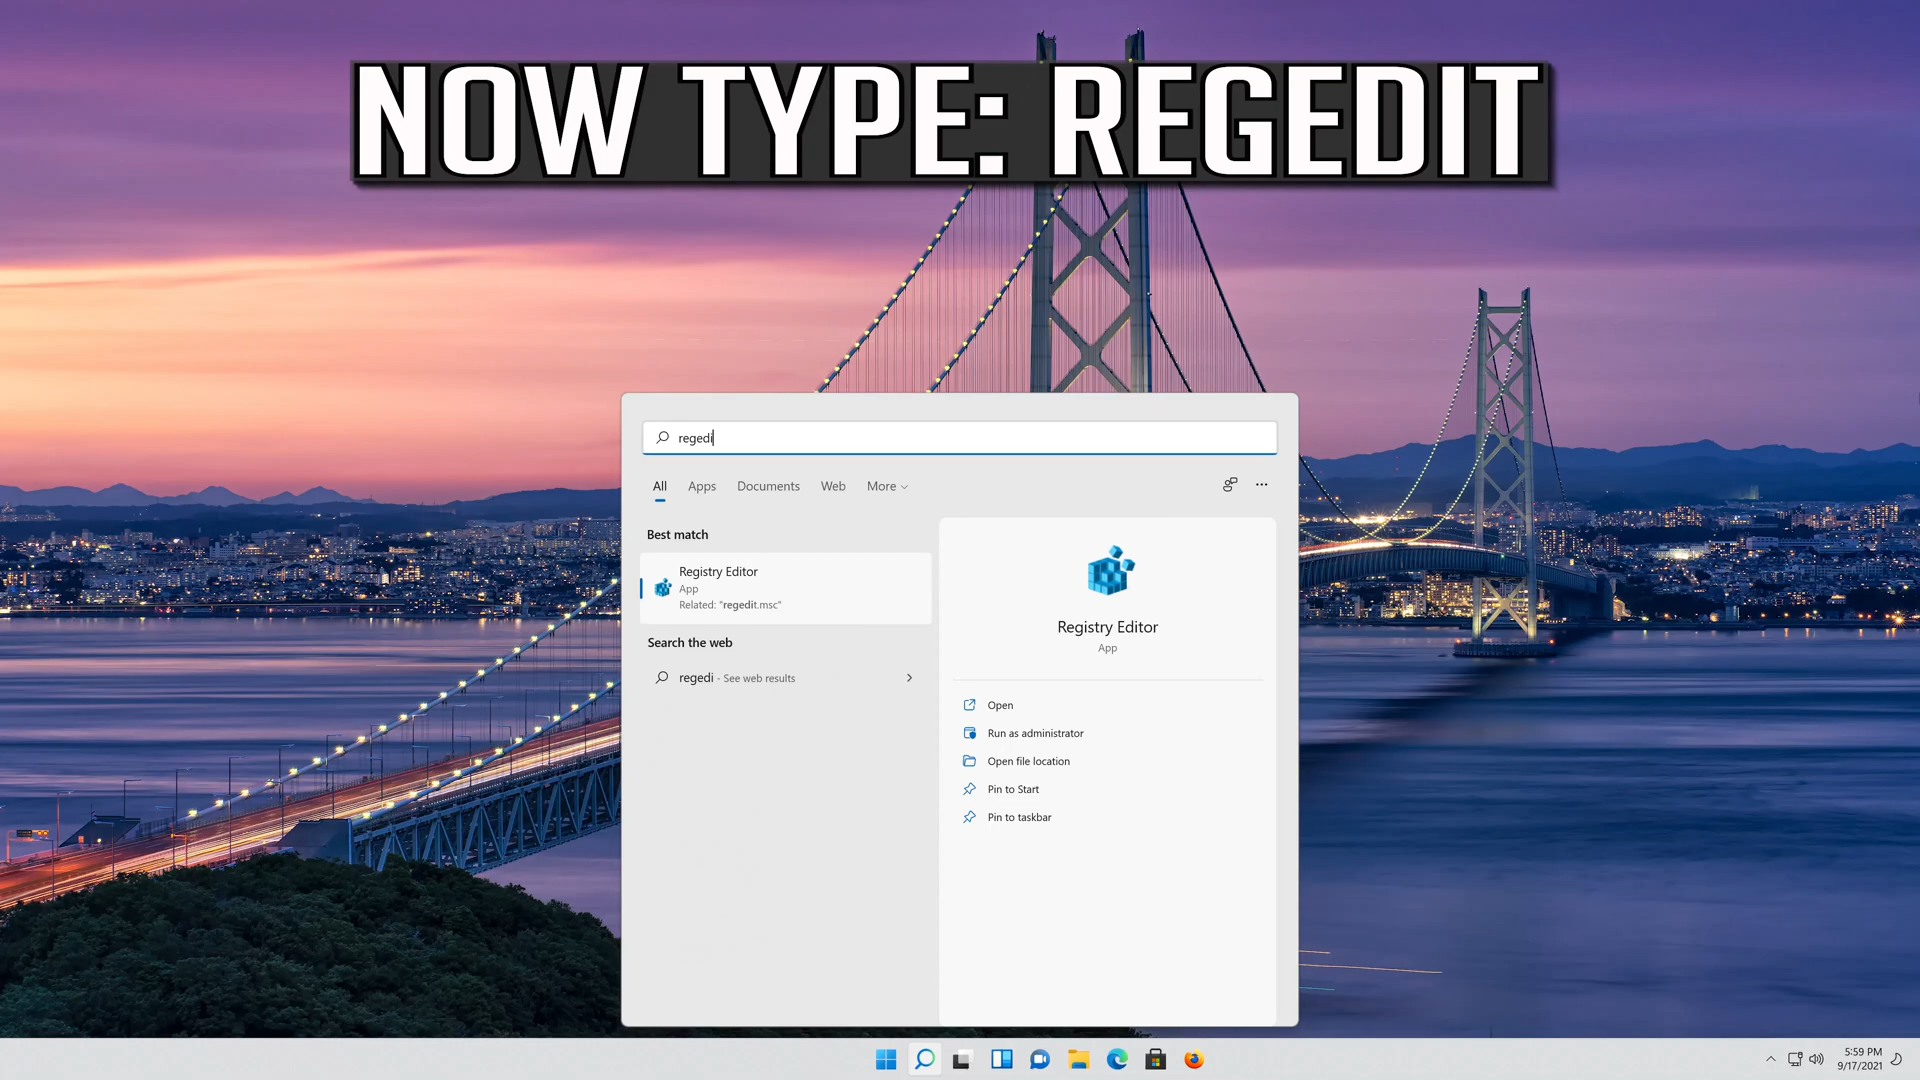 NOW TYPE: REGEDIT
regedi
All Apps Documents Web More
Best match
Registry Editor
App
Related: "regedit.msc"
Search the web
regedi - See web results
Registry Editor
App
Open
Run as administrator
Open file location
Pin to Start
Pin to taskbar
5:59 PM
9/17/2021